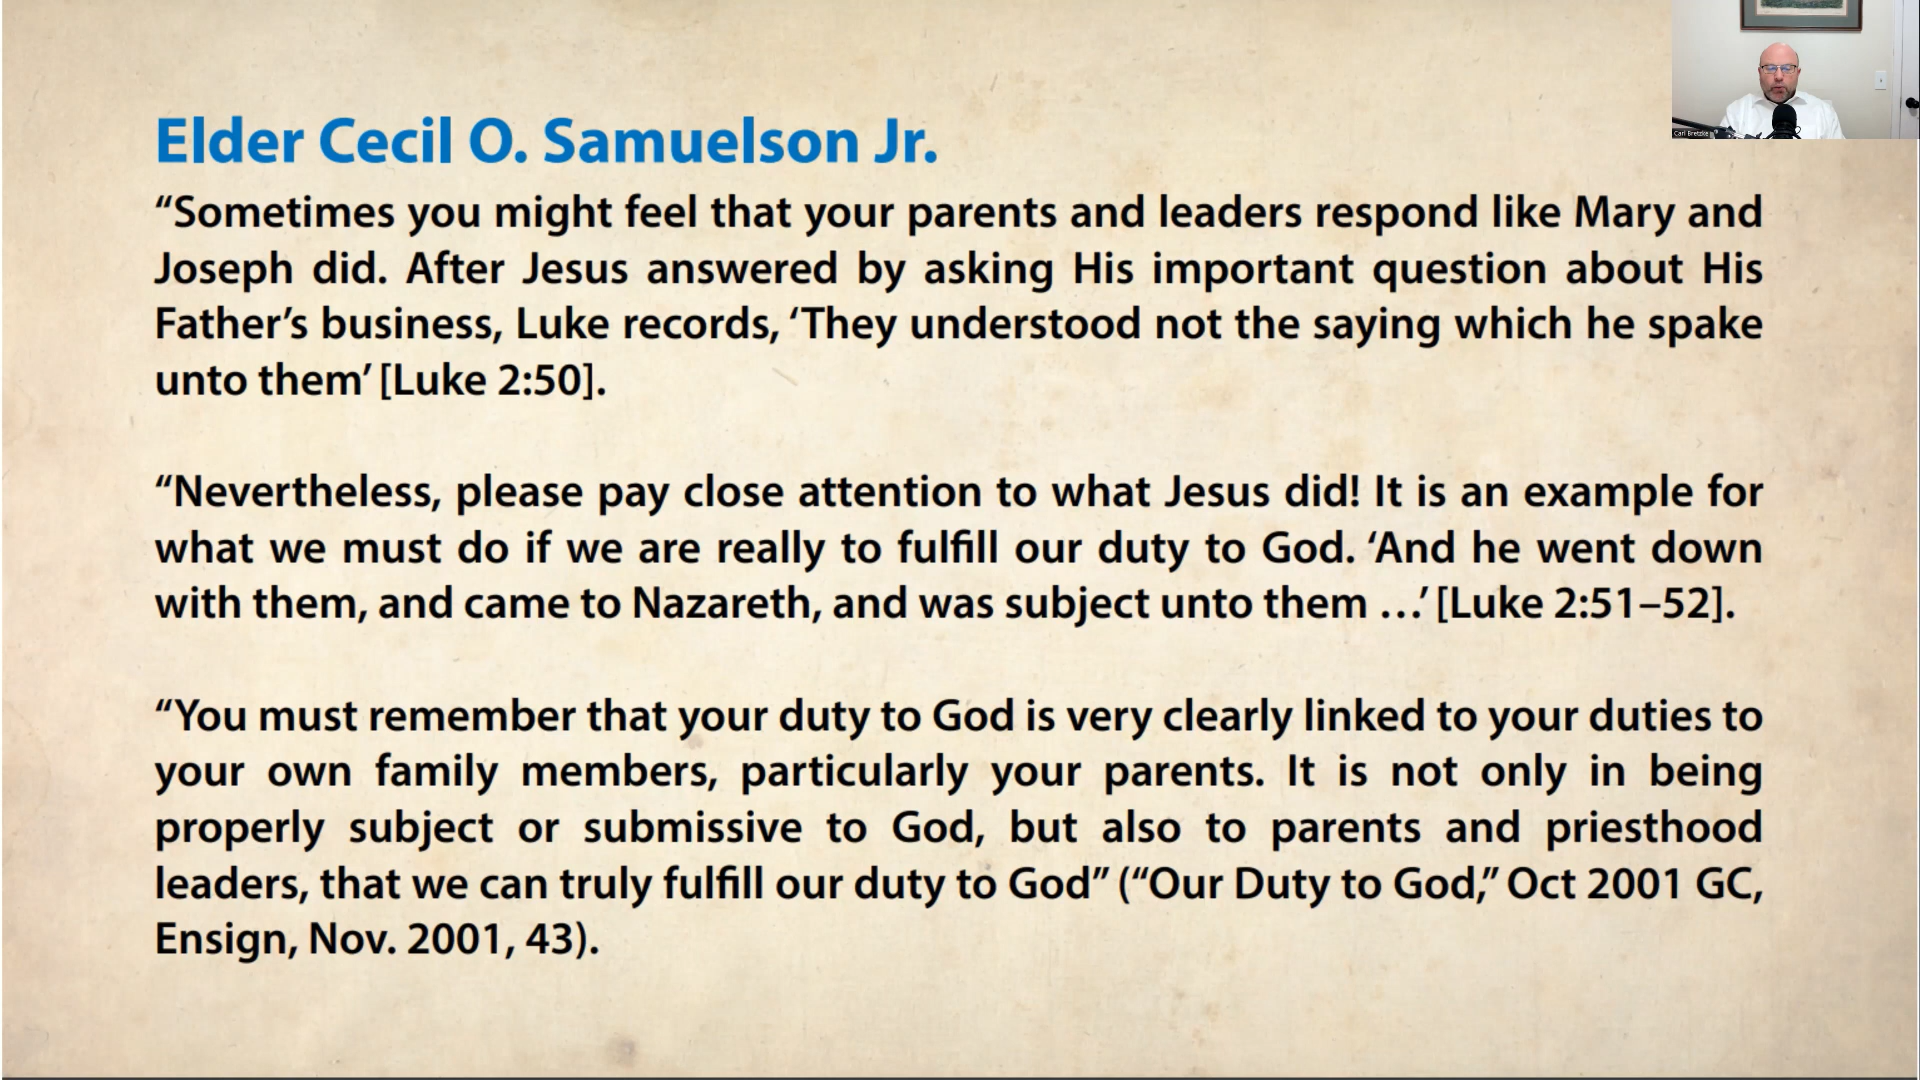 Elder Cecil O. Samuelson Jr.
“Sometimes you might feel that your parents and leaders respond like Mary and
Joseph did. After Jesus answered by asking His important question about His
Father’s business, Luke records, ‘They understood not the saying which he spake
unto them’ [Luke 2:50].
“Nevertheless, please pay close attention to what Jesus did! It is an example for
what we must do if we are really to fulfill our duty to God. ‘And he went down
with them, and came to Nazareth, and was subject unto them …’ [Luke 2:51–52].
“You must remember that your duty to God is very clearly linked to your duties to
your own family members, particularly your parents. It is not only in being
properly subject or submissive to God, but also to parents and priesthood
leaders, that we can truly fulfill our duty to God” (“Our Duty to God,” Oct 2001 GC,
Ensign, Nov. 2001, 43).
Carl Bretzke